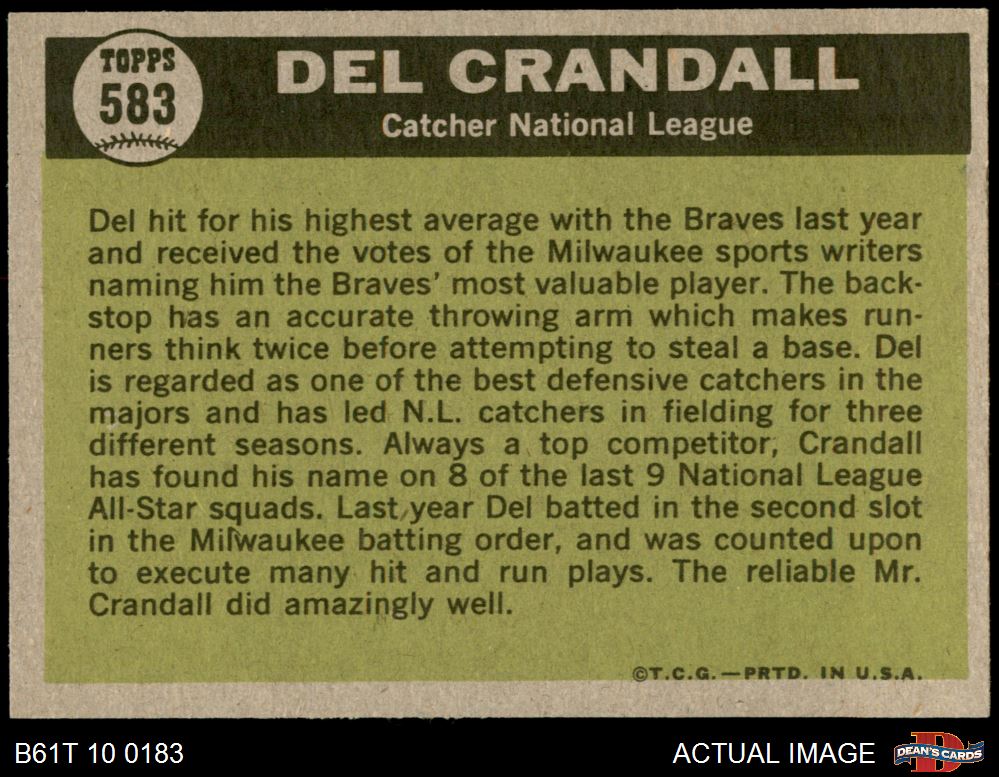 TOPPS
583
DEL CRANDALL
Catcher National League
Del hit for his highest average with the Braves last year
and received the votes of the Milwaukee sports writers
naming him the Braves' most valuable player. The back-
stop has an accurate throwing arm which makes run-
ners think twice before attempting to steal a base. Del
is regarded as one of the best defensive catchers in the
majors and has led N.L. catchers in fielding for three
different seasons. Always a top competitor, Crandall
has found his name on 8 of the last 9 National League
All-Star squads. Last year Del batted in the second slot
in the Milwaukee batting order, and was counted upon
to execute many hit and run plays. The reliable Mr.
Crandall did amazingly well.
©T.C.G.—PRTD. IN U.S.A.
B61T 10 0183
ACTUAL IMAGE
D
DEAN'S CARDS